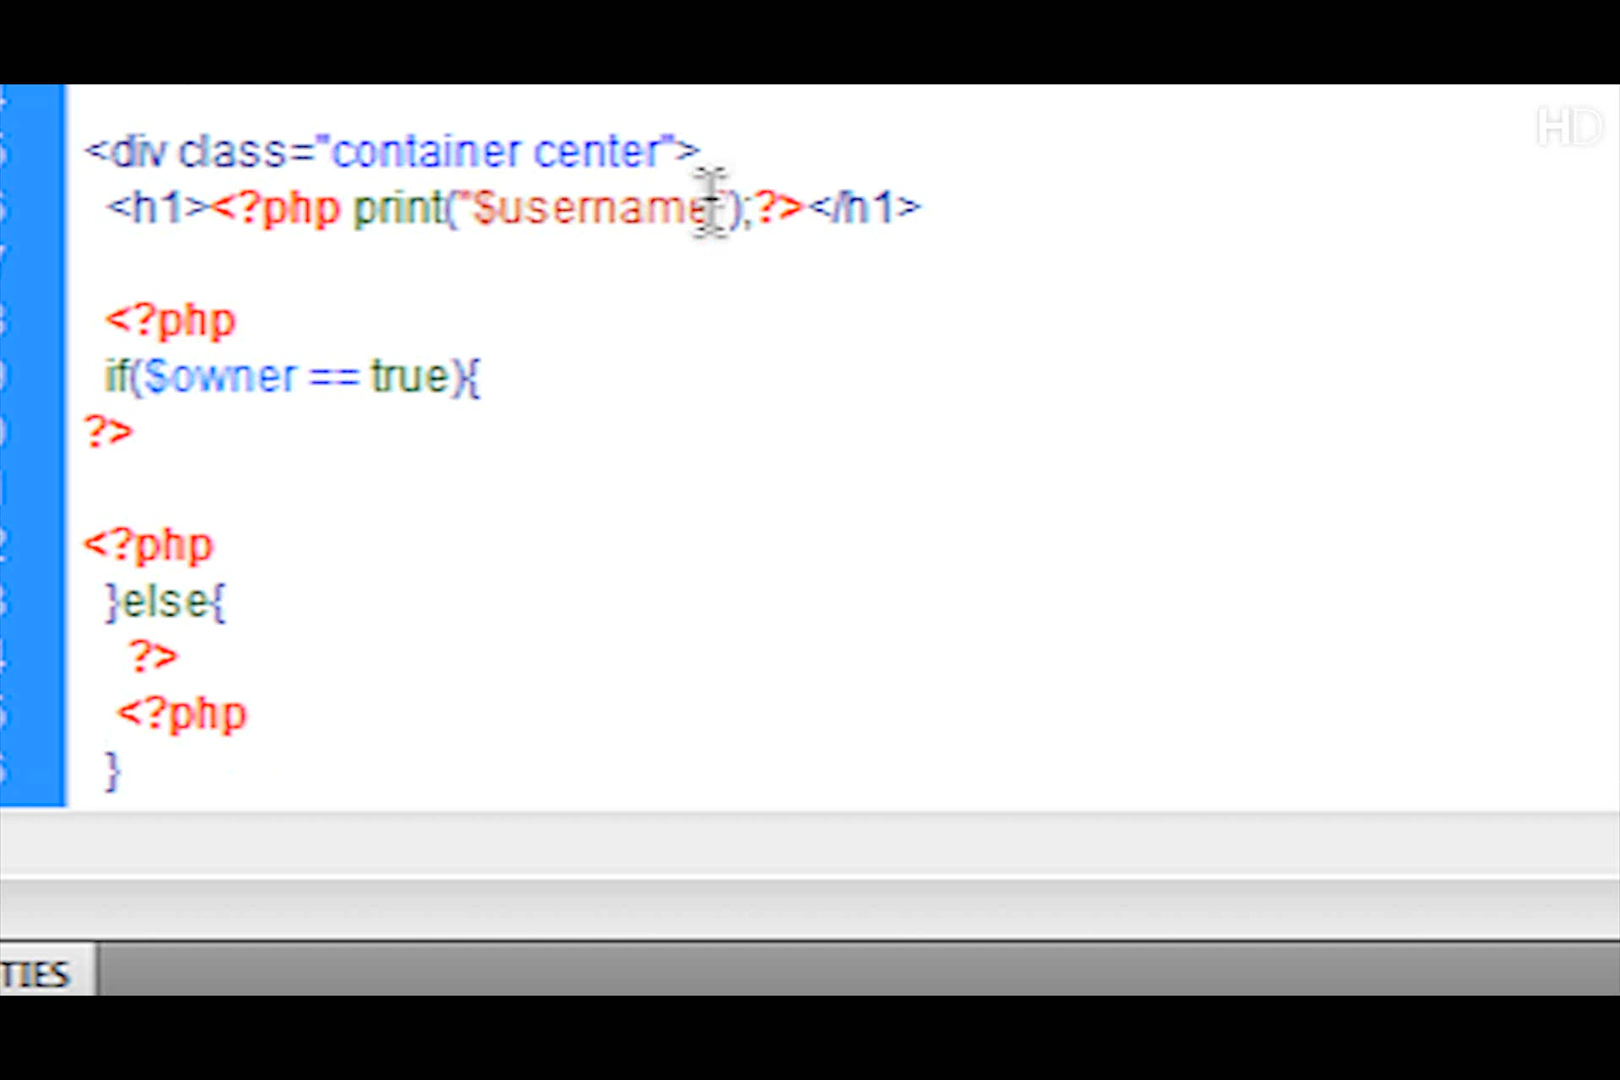 HD
<div class="container center">
<h1><?php print("$username");?></h1>
<?php
if($owner == true){
?>
<?php
}else{
?>
<?php
}
TIES